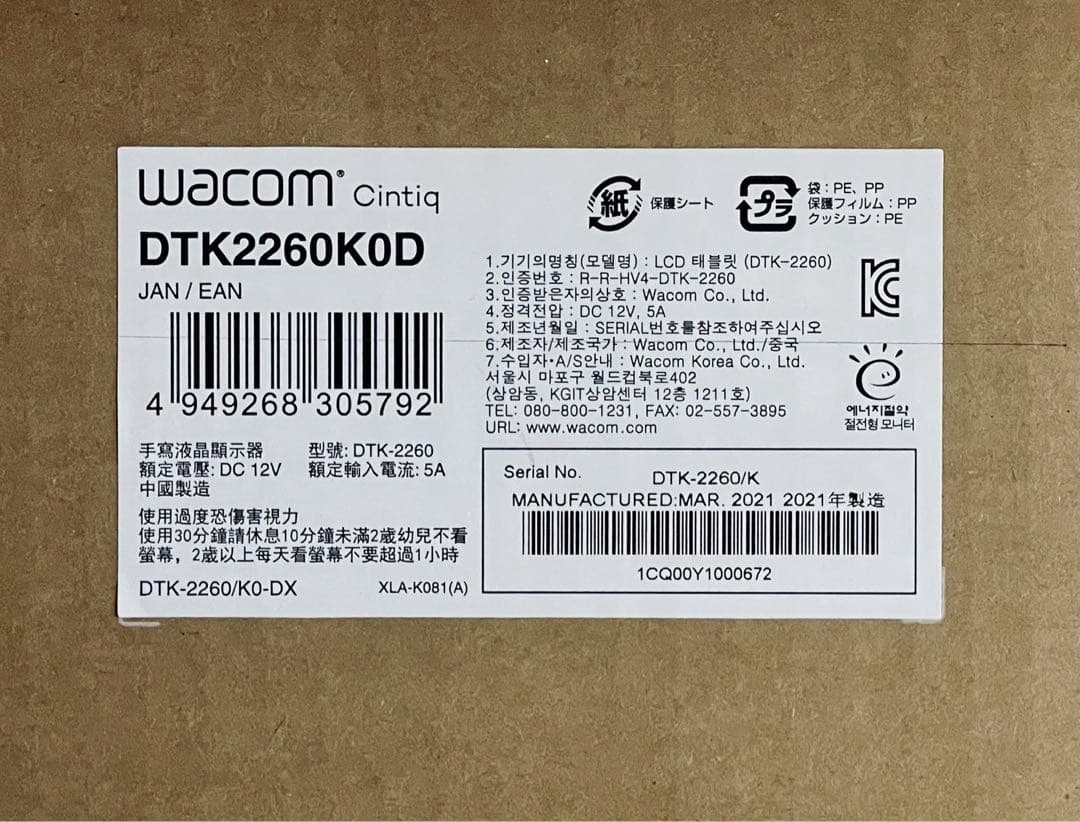 wacom® Cintiq
DTK2260K0D
JAN / EAN
4 949268 305792
手寫液晶顯示器 型號: DTK-2260
額定電壓: DC 12V 額定輸入電流: 5A
中國製造
使用過度恐傷害視力
使用30分鐘請休息10分鐘未滿2歲幼兒不看
螢幕，2歲以上每天看螢幕不要超過1小時
DTK-2260/K0-DX XLA-K081(A)
紙 保護シート
プラ 袋：PE、PP
保護フィルム：PP
クッション：PE
1.기기의명칭(모델명) : LCD 태블릿 (DTK-2260)
2.인증번호 : R-R-HV4-DTK-2260
3.인증받은자의상호 : Wacom Co., Ltd.
4.정격전압 : DC 12V, 5A
5.제조년월일 : SERIAL번호를참조하여주십시오
6.제조자/제조국가 : Wacom Co., Ltd./중국
7.수입자•A/S안내 : Wacom Korea Co., Ltd.
서울시 마포구 월드컵북로402
(상암동, KGIT상암센터 12층 1211호)
TEL: 080-800-1231, FAX: 02-557-3895
URL: www.wacom.com
에너지절약
절전형 모니터
Serial No. DTK-2260/K
MANUFACTURED:MAR. 2021 2021年製造
1CQ00Y1000672